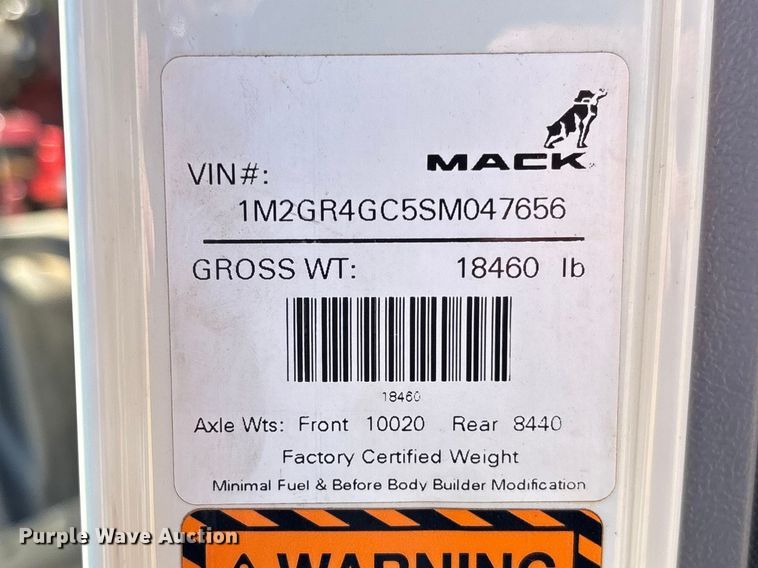 MACK
VIN#:
1M2GR4GC5SM047656
GROSS WT: 18460 lb
18460
Axle Wts: Front 10020 Rear 8440
Factory Certified Weight
Minimal Fuel & Before Body Builder Modification
Purple Wave Auction
WARNING